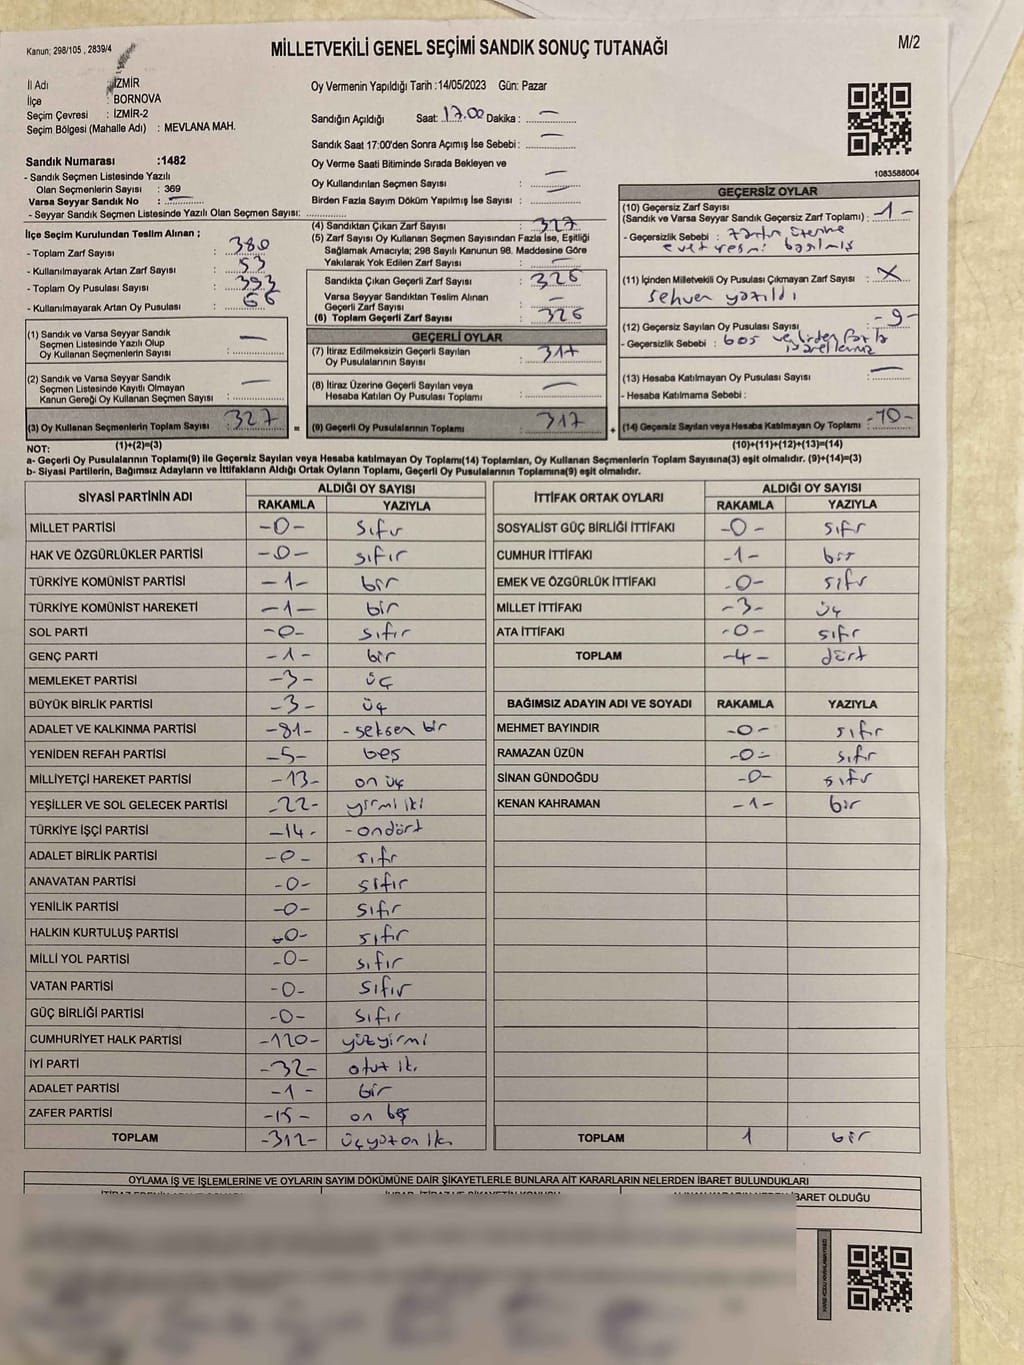 Kanun; 298/105 , 2839/4
MİLLETVEKİLİ GENEL SEÇİMİ SANDIK SONUÇ TUTANAĞI
M/2
İl Adı : İZMİR
İlçe : BORNOVA
Seçim Çevresi : İZMİR-2
Seçim Bölgesi (Mahalle Adı) : MEVLANA MAH.
Oy Vermenin Yapıldığı Tarih :14/05/2023 Gün: Pazar
Sandığın Açıldığı Saat: 17.00 Dakika : —
Sandık Saat 17:00'den Sonra Açımış İse Sebebi : —
Oy Verme Saati Bitiminde Sırada Bekleyen ve
Oy Kullandırılan Seçmen Sayısı : —
Birden Fazla Sayım Döküm Yapılmış İse Sayısı : —
Sandık Numarası :1482
- Sandık Seçmen Listesinde Yazılı
Olan Seçmenlerin Sayısı : 369
Varsa Seyyar Sandık No : —
- Seyyar Sandık Seçmen Listesinde Yazılı Olan Seçmen Sayısı:
İlçe Seçim Kurulundan Teslim Alınan ;
- Toplam Zarf Sayısı : 380
- Kullanılmayarak Artan Zarf Sayısı : 53
- Toplam Oy Pusulası Sayısı : 393
- Kullanılmayarak Artan Oy Pusulası : 66
(1) Sandık ve Varsa Seyyar Sandık
Seçmen Listesinde Yazılı Olup
Oy Kullanan Seçmenlerin Sayısı : —
(2) Sandık ve Varsa Seyyar Sandık
Seçmen Listesinde Kayıtlı Olmayan
Kanun Gereği Oy Kullanan Seçmen Sayısı : —
(3) Oy Kullanan Seçmenlerin Toplam Sayısı : 327
(4) Sandıktan Çıkan Zarf Sayısı : 327
(5) Zarf Sayısı Oy Kullanan Seçmen Sayısından Fazla İse, Eşitliği
Sağlamak Amacıyla; 298 Sayılı Kanunun 98. Maddesine Göre
Yakılarak Yok Edilen Zarf Sayısı : —
Sandıkta Çıkan Geçerli Zarf Sayısı : 326
Varsa Seyyar Sandıktan Teslim Alınan
Geçerli Zarf Sayısı : —
(6) Toplam Geçerli Zarf Sayısı : 326
GEÇERLİ OYLAR
(7) İtiraz Edilmeksizin Geçerli Sayılan
Oy Pusulalarının Sayısı : 317
(8) İtiraz Üzerine Geçerli Sayılan veya
Hesaba Katılan Oy Pusulası Toplamı : —
= (9) Geçerli Oy Pusulalarının Toplamı : 317
1083588004
GEÇERSİZ OYLAR
(10) Geçersiz Zarf Sayısı
(Sandık ve Varsa Seyyar Sandık Geçersiz Zarf Toplamı) : -1-
- Geçersizlik Sebebi : zarfın üzerine
evet resmi basılmış
(11) İçinden Milletvekili Oy Pusulası Çıkmayan Zarf Sayısı : X
Sehven yazıldı
(12) Geçersiz Sayılan Oy Pusulası Sayısı : -9-
- Geçersizlik Sebebi : boş ve birden fazla
(13) Hesaba Katılmayan Oy Pusulası Sayısı : —
- Hesaba Katılmama Sebebi :
+ (14) Geçersiz Sayılan veya Hesaba Katılmayan Oy Toplamı : -10-
NOT: (1)+(2)=(3) (10)+(11)+(12)+(13)=(14)
a- Geçerli Oy Pusulalarının Toplamı(9) ile Geçersiz Sayılan veya Hesaba katılmayan Oy Toplamı(14) Toplamları, Oy Kullanan Seçmenlerin Toplam Sayısına(3) eşit olmalıdır. (9)+(14)=(3)
b- Siyasi Partilerin, Bağımsız Adayların ve İttifakların Aldığı Ortak Oyların Toplamı, Geçerli Oy Pusulalarının Toplamına(9) eşit olmalıdır.
SİYASİ PARTİNİN ADI ALDIĞI OY SAYISI
RAKAMLA YAZIYLA
MİLLET PARTİSİ -0- sıfır
HAK VE ÖZGÜRLÜKLER PARTİSİ -0- sıfır
TÜRKİYE KOMÜNİST PARTİSİ -1- bir
TÜRKİYE KOMÜNİST HAREKETİ -1- bir
SOL PARTİ -0- sıfır
GENÇ PARTİ -1- bir
MEMLEKET PARTİSİ -3- üç
BÜYÜK BİRLİK PARTİSİ -3- üç
ADALET VE KALKINMA PARTİSİ -81- -seksen bir
YENİDEN REFAH PARTİSİ -5- beş
MİLLİYETÇİ HAREKET PARTİSİ -13- on üç
YEŞİLLER VE SOL GELECEK PARTİSİ -22- yirmi iki
TÜRKİYE İŞÇİ PARTİSİ -14- -ondört
ADALET BİRLİK PARTİSİ -0- sıfır
ANAVATAN PARTİSİ -0- sıfır
YENİLİK PARTİSİ -0- sıfır
HALKIN KURTULUŞ PARTİSİ -0- sıfır
MİLLİ YOL PARTİSİ -0- sıfır
VATAN PARTİSİ -0- sıfır
GÜÇ BİRLİĞİ PARTİSİ -0- sıfır
CUMHURİYET HALK PARTİSİ -120- yüzyirmi
İYİ PARTİ -32- otuz iki
ADALET PARTİSİ -1- bir
ZAFER PARTİSİ -15- on beş
TOPLAM -312- üçyüzon iki
İTTİFAK ORTAK OYLARI ALDIĞI OY SAYISI
RAKAMLA YAZIYLA
SOSYALİST GÜÇ BİRLİĞİ İTTİFAKI -0- sıfır
CUMHUR İTTİFAKI -1- bir
EMEK VE ÖZGÜRLÜK İTTİFAKI -0- sıfır
MİLLET İTTİFAKI -3- üç
ATA İTTİFAKI -0- sıfır
TOPLAM -4- dört
BAĞIMSIZ ADAYIN ADI VE SOYADI RAKAMLA YAZIYLA
MEHMET BAYINDIR -0- sıfır
RAMAZAN ÜZÜN -0- sıfır
SİNAN GÜNDOĞDU -0- sıfır
KENAN KAHRAMAN -1- bir
TOPLAM 1 bir
OYLAMA İŞ VE İŞLEMLERİNE VE OYLARIN SAYIM DÖKÜMÜNE DAİR ŞİKAYETLERLE BUNLARA AİT KARARLARIN NELERDEN İBARET BULUNDUKLARI
İBARET OLDUĞU